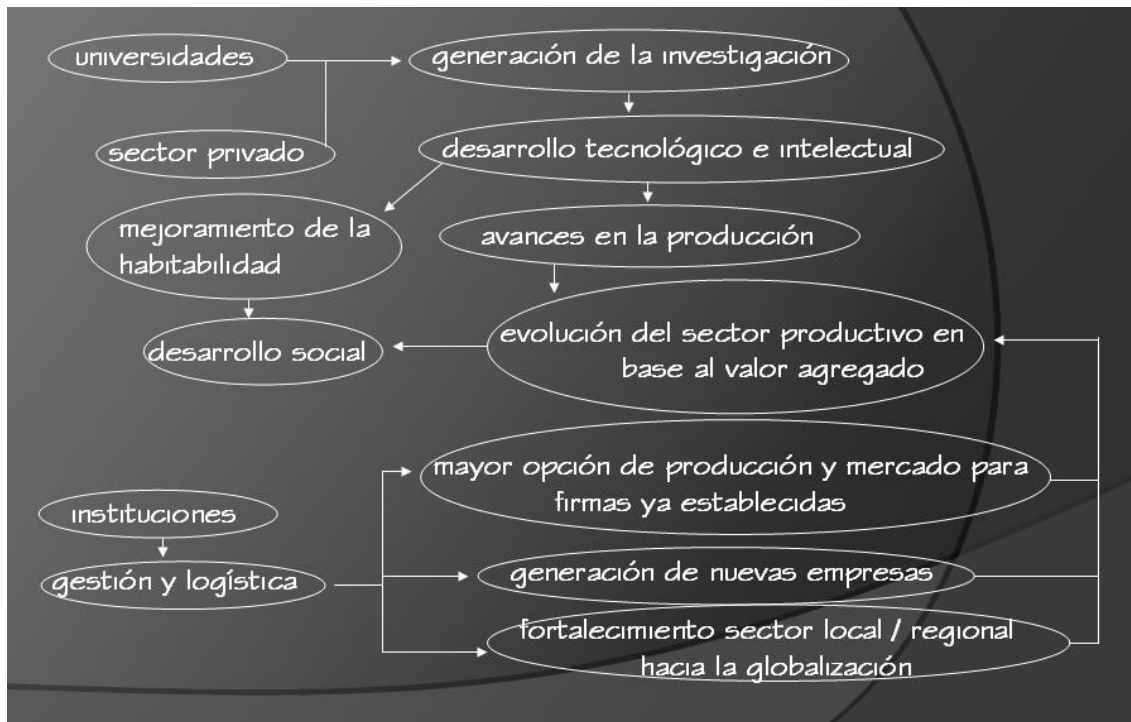 universidades
generación de la investigación
sector privado
desarrollo tecnológico e intelectual
mejoramiento de la
habitabilidad
avances en la producción
desarrollo social
evolución del sector productivo en
base al valor agregado
mayor opción de producción y mercado para
firmas ya establecidas
instituciones
gestión y logística
generación de nuevas empresas
fortalecimiento sector local / regional
hacia la globalización